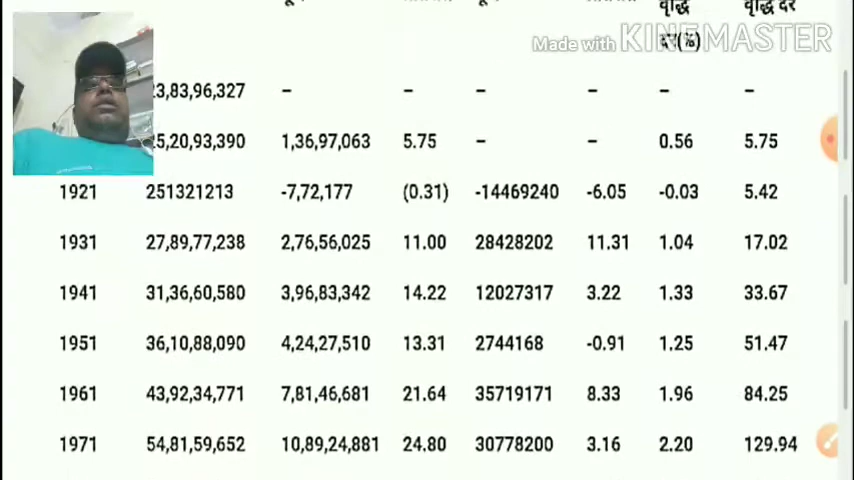 वृद्धि वृद्धि दर
दर(%)
Made with KINEMASTER
3,83,96,327 – – – – – –
5,20,93,390 1,36,97,063 5.75 – – 0.56 5.75
1921 251321213 -7,72,177 (0.31) -14469240 -6.05 -0.03 5.42
1931 27,89,77,238 2,76,56,025 11.00 28428202 11.31 1.04 17.02
1941 31,36,60,580 3,96,83,342 14.22 12027317 3.22 1.33 33.67
1951 36,10,88,090 4,24,27,510 13.31 2744168 -0.91 1.25 51.47
1961 43,92,34,771 7,81,46,681 21.64 35719171 8.33 1.96 84.25
1971 54,81,59,652 10,89,24,881 24.80 30778200 3.16 2.20 129.94